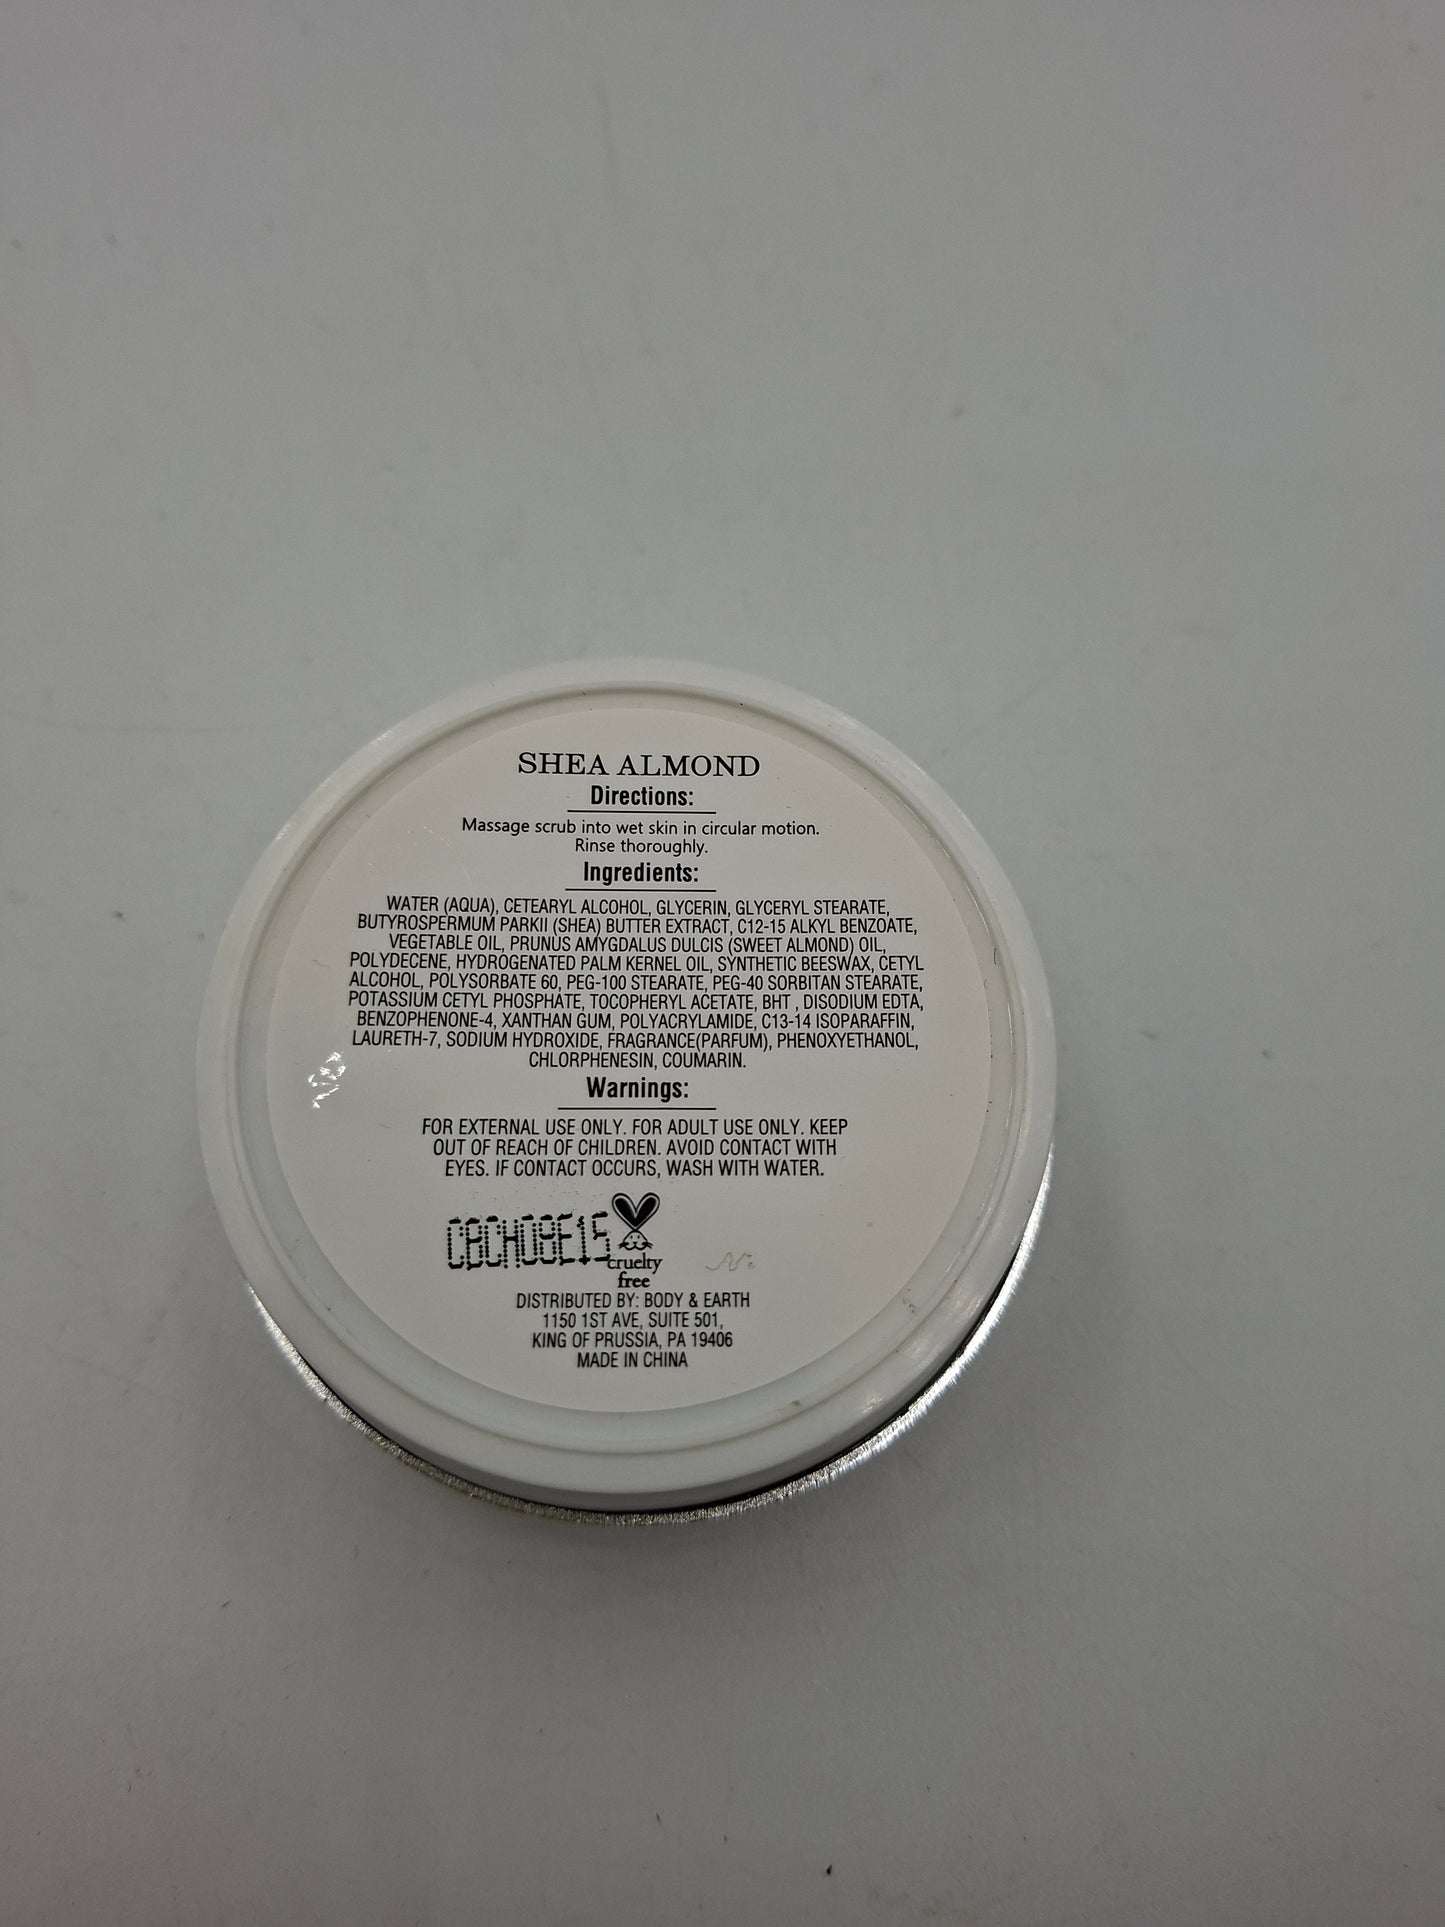 SHEA ALMOND
Directions:
Massage scrub into wet skin in circular motion.
Rinse thoroughly.
Ingredients:
WATER (AQUA), CETEARYL ALCOHOL, GLYCERIN, GLYCERYL STEARATE,
BUTYROSPERMUM PARKII (SHEA) BUTTER EXTRACT, C12-15 ALKYL BENZOATE,
VEGETABLE OIL, PRUNUS AMYGDALUS DULCIS (SWEET ALMOND) OIL,
POLYDECENE, HYDROGENATED PALM KERNEL OIL, SYNTHETIC BEESWAX, CETYL
ALCOHOL, POLYSORBATE 60, PEG-100 STEARATE, PEG-40 SORBITAN STEARATE,
POTASSIUM CETYL PHOSPHATE, TOCOPHERYL ACETATE, BHT , DISODIUM EDTA,
BENZOPHENONE-4, XANTHAN GUM, POLYACRYLAMIDE, C13-14 ISOPARAFFIN,
LAURETH-7, SODIUM HYDROXIDE, FRAGRANCE(PARFUM), PHENOXYETHANOL,
CHLORPHENESIN, COUMARIN.
Warnings:
FOR EXTERNAL USE ONLY. FOR ADULT USE ONLY. KEEP
OUT OF REACH OF CHILDREN. AVOID CONTACT WITH
EYES. IF CONTACT OCCURS, WASH WITH WATER.
cruelty
free
DISTRIBUTED BY: BODY & EARTH
1150 1ST AVE, SUITE 501,
KING OF PRUSSIA, PA 19406
MADE IN CHINA